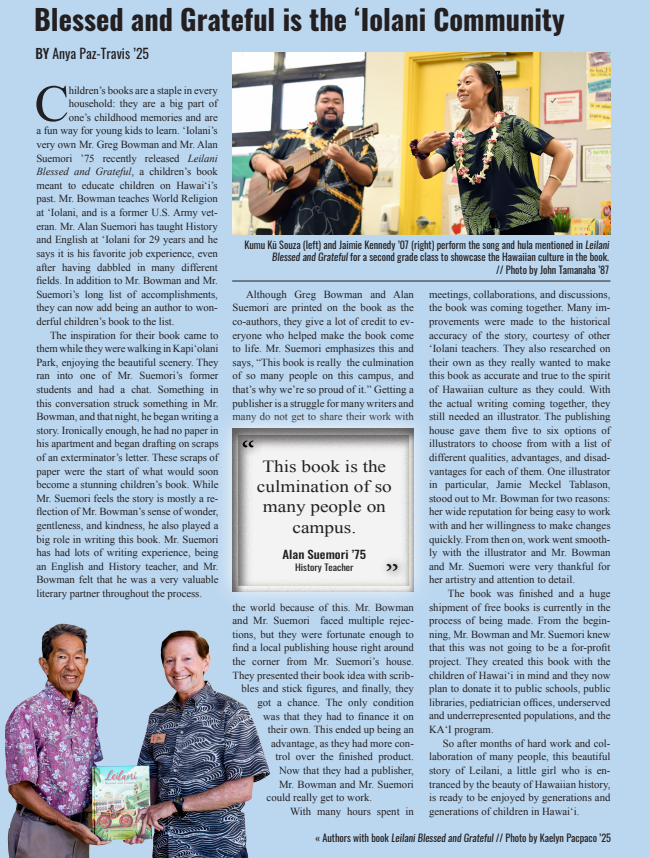 Blessed and Grateful is the ‘Iolani Community
BY Anya Paz-Travis ’25
Children’s books are a staple in every
household: they are a big part of
one’s childhood memories and are
a fun way for young kids to learn. ‘Iolani’s
very own Mr. Greg Bowman and Mr. Alan
Suemori ’75 recently released Leilani
Blessed and Grateful, a children’s book
meant to educate children on Hawai‘i’s
past. Mr. Bowman teaches World Religion
at ‘Iolani, and is a former U.S. Army vet-
eran. Mr. Alan Suemori has taught History
and English at ‘Iolani for 29 years and he
says it is his favorite job experience, even
after having dabbled in many different
fields. In addition to Mr. Bowman and Mr.
Suemori’s long list of accomplishments,
they can now add being an author to won-
derful children’s book to the list.
The inspiration for their book came to
them while they were walking in Kapi‘olani
Park, enjoying the beautiful scenery. They
ran into one of Mr. Suemori’s former
students and had a chat. Something in
this conversation struck something in Mr.
Bowman, and that night, he began writing a
story. Ironically enough, he had no paper in
his apartment and began drafting on scraps
of an exterminator’s letter. These scraps of
paper were the start of what would soon
become a stunning children’s book. While
Mr. Suemori feels the story is mostly a re-
flection of Mr. Bowman’s sense of wonder,
gentleness, and kindness, he also played a
big role in writing this book. Mr. Suemori
has had lots of writing experience, being
an English and History teacher, and Mr.
Bowman felt that he was a very valuable
literary partner throughout the process.
Kumu Kū Souza (left) and Jaimie Kennedy ’07 (right) perform the song and hula mentioned in Leilani
Blessed and Grateful for a second grade class to showcase the Hawaiian culture in the book.
// Photo by John Tamanaha ’87
Although Greg Bowman and Alan
Suemori are printed on the book as the
co-authors, they give a lot of credit to ev-
eryone who helped make the book come
to life. Mr. Suemori emphasizes this and
says, “This book is really the culmination
of so many people on this campus, and
that’s why we’re so proud of it.” Getting a
publisher is a struggle for many writers and
many do not get to share their work with
“
This book is the
culmination of so
many people on
campus.
Alan Suemori ’75
History Teacher
”
the world because of this. Mr. Bowman
and Mr. Suemori faced multiple rejec-
tions, but they were fortunate enough to
find a local publishing house right around
the corner from Mr. Suemori’s house.
They presented their book idea with scrib-
bles and stick figures, and finally, they
got a chance. The only condition
was that they had to finance it on
their own. This ended up being an
advantage, as they had more con-
trol over the finished product.
Now that they had a publisher,
Mr. Bowman and Mr. Suemori
could really get to work.
With many hours spent in
meetings, collaborations, and discussions,
the book was coming together. Many im-
provements were made to the historical
accuracy of the story, courtesy of other
‘Iolani teachers. They also researched on
their own as they really wanted to make
this book as accurate and true to the spirit
of Hawaiian culture as they could. With
the actual writing coming together, they
still needed an illustrator. The publishing
house gave them five to six options of
illustrators to choose from with a list of
different qualities, advantages, and disad-
vantages for each of them. One illustrator
in particular, Jamie Meckel Tablason,
stood out to Mr. Bowman for two reasons:
her wide reputation for being easy to work
with and her willingness to make changes
quickly. From then on, work went smooth-
ly with the illustrator and Mr. Bowman
and Mr. Suemori were very thankful for
her artistry and attention to detail.
The book was finished and a huge
shipment of free books is currently in the
process of being made. From the begin-
ning, Mr. Bowman and Mr. Suemori knew
that this was not going to be a for-profit
project. They created this book with the
children of Hawai‘i in mind and they now
plan to donate it to public schools, public
libraries, pediatrician offices, underserved
and underrepresented populations, and the
KA‘I program.
So after months of hard work and col-
laboration of many people, this beautiful
story of Leilani, a little girl who is en-
tranced by the beauty of Hawaiian history,
is ready to be enjoyed by generations and
generations of children in Hawai‘i.
Leilani
« Authors with book Leilani Blessed and Grateful // Photo by Kaelyn Pacpaco ’25